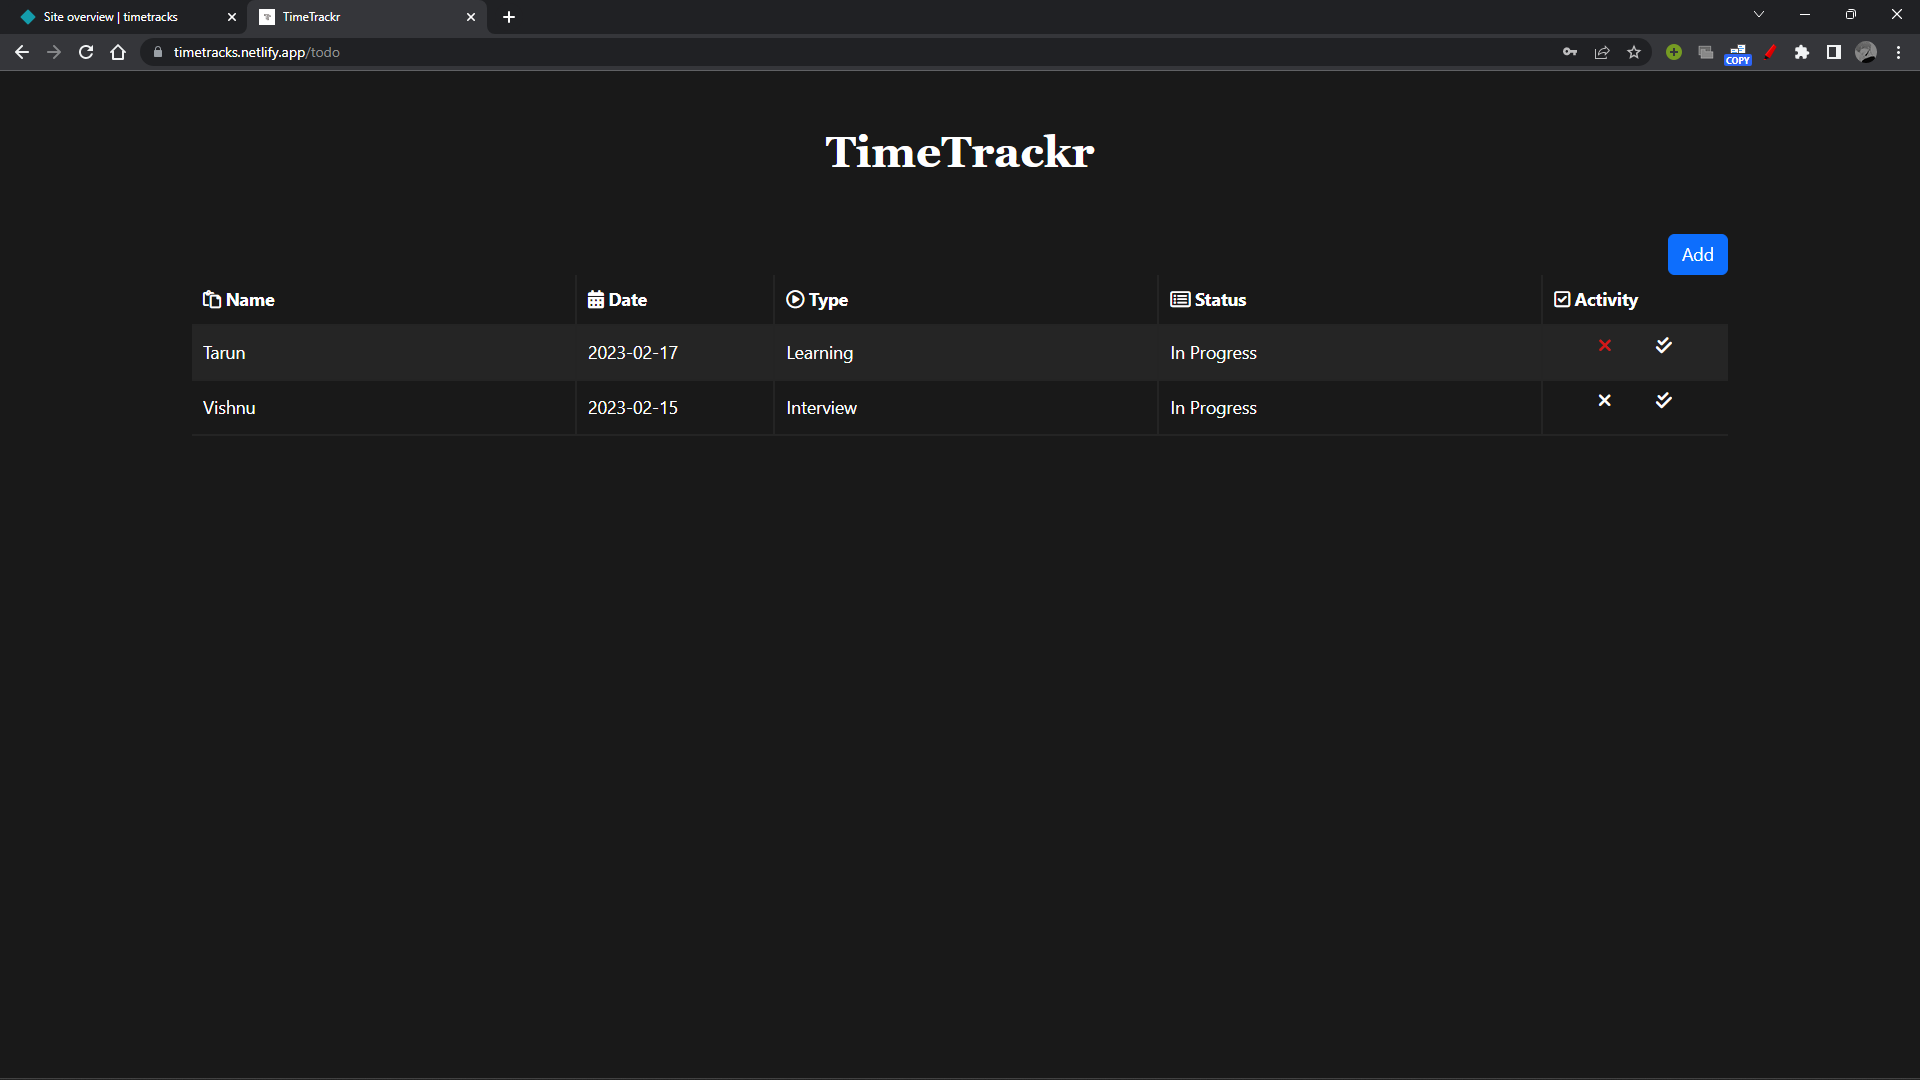 Site overview | timetracks
TimeTrackr
timetracks.netlify.app/todo
COPY
TimeTrackr
Add
Name Date Type Status Activity
Tarun 2023-02-17 Learning In Progress
Vishnu 2023-02-15 Interview In Progress